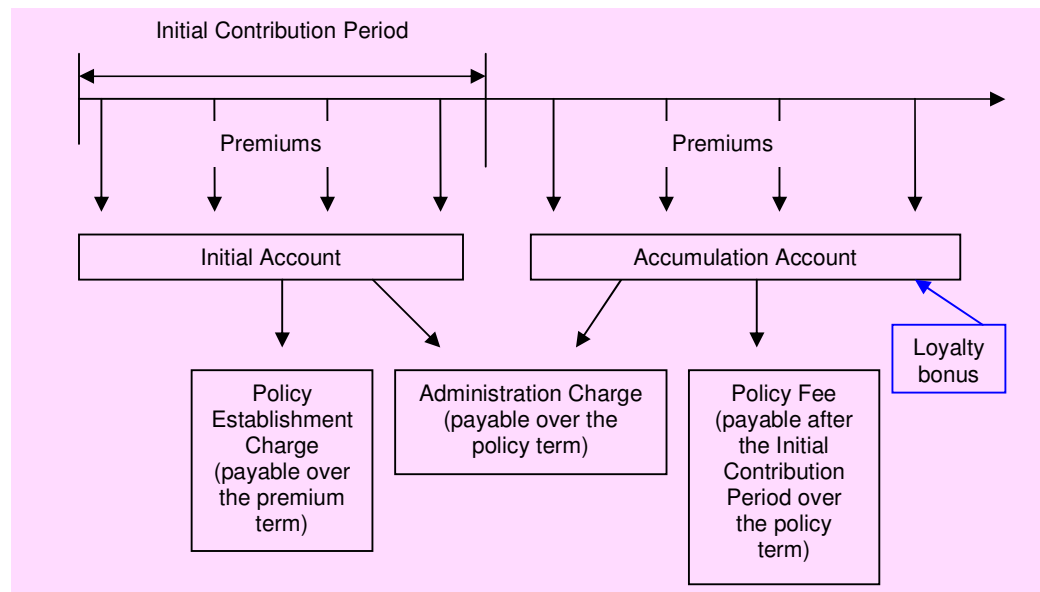 Initial Contribution Period
Premiums
Premiums
Initial Account
Accumulation Account
Loyalty
bonus
Policy
Establishment
Charge
(payable over
the premium
term)
Administration Charge
(payable over the
policy term)
Policy Fee
(payable after
the Initial
Contribution
Period over
the policy
term)